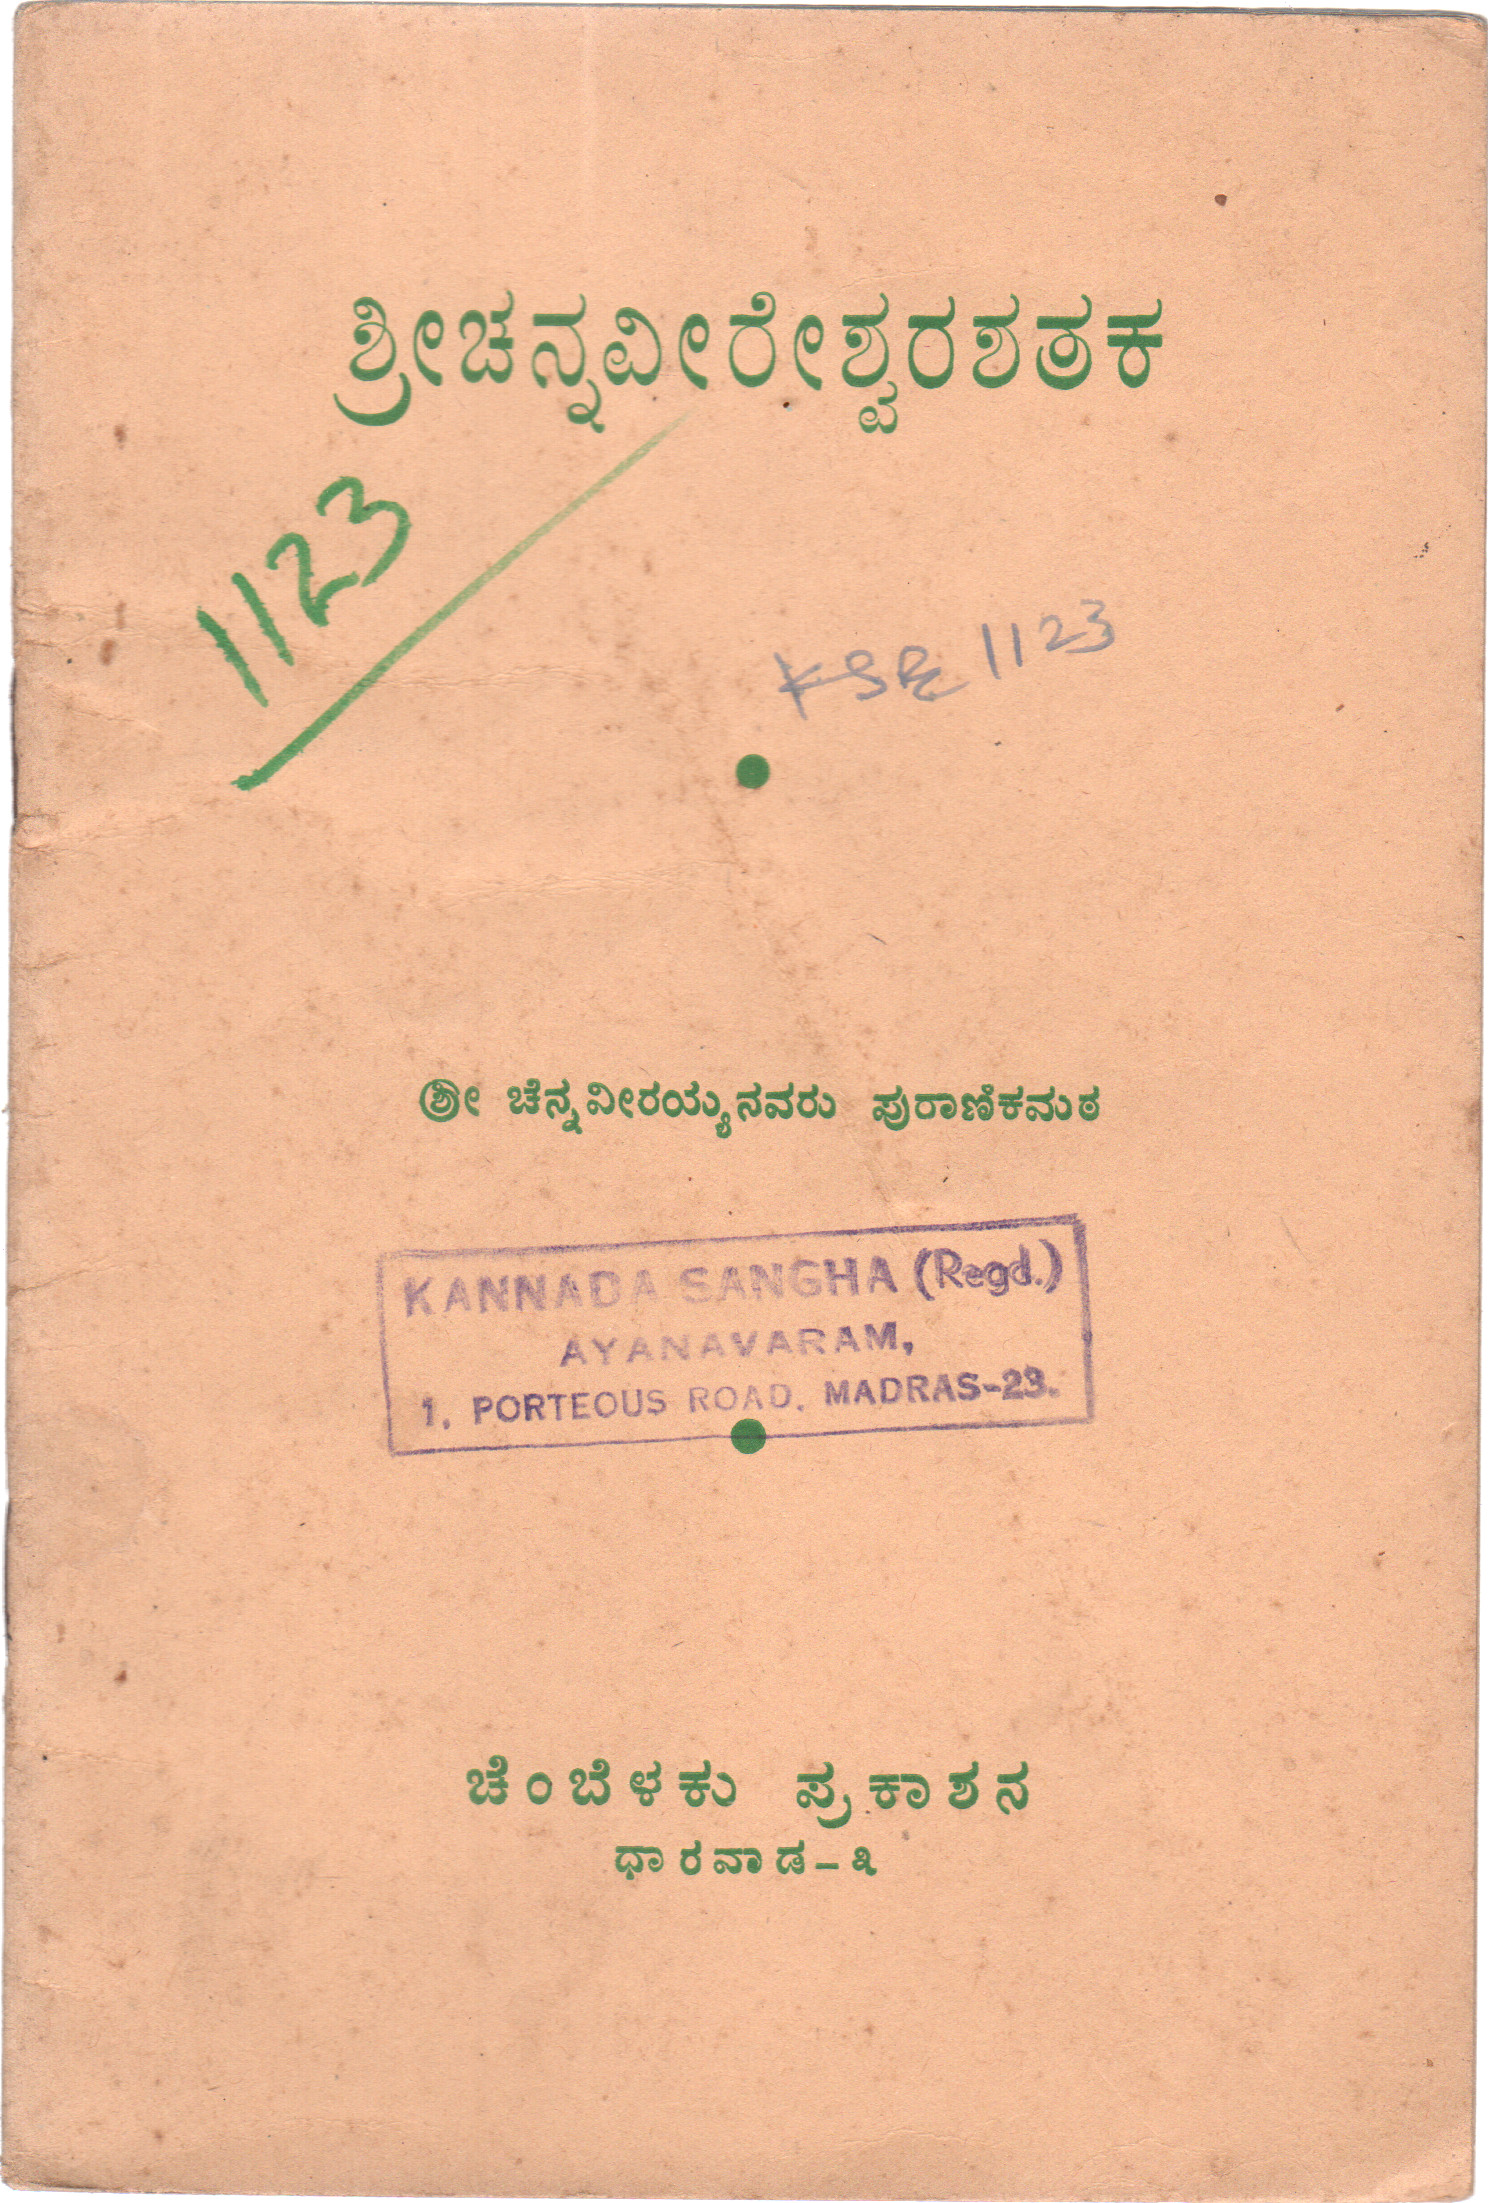 ಶ್ರೀಚನ್ನವೀರೇಶ್ವರಶತಕ
1123
KSR 1123
ಶ್ರೀ ಚೆನ್ನವೀರಯ್ಯನವರು ಪುರಾಣಿಕಮಠ
KANNADA SANGHA (Regd.)
AYANAVARAM,
1, PORTEOUS ROAD, MADRAS-23.
ಚೆಂಬೆಳಕು ಪ್ರಕಾಶನ
ಧಾರವಾಡ-೩